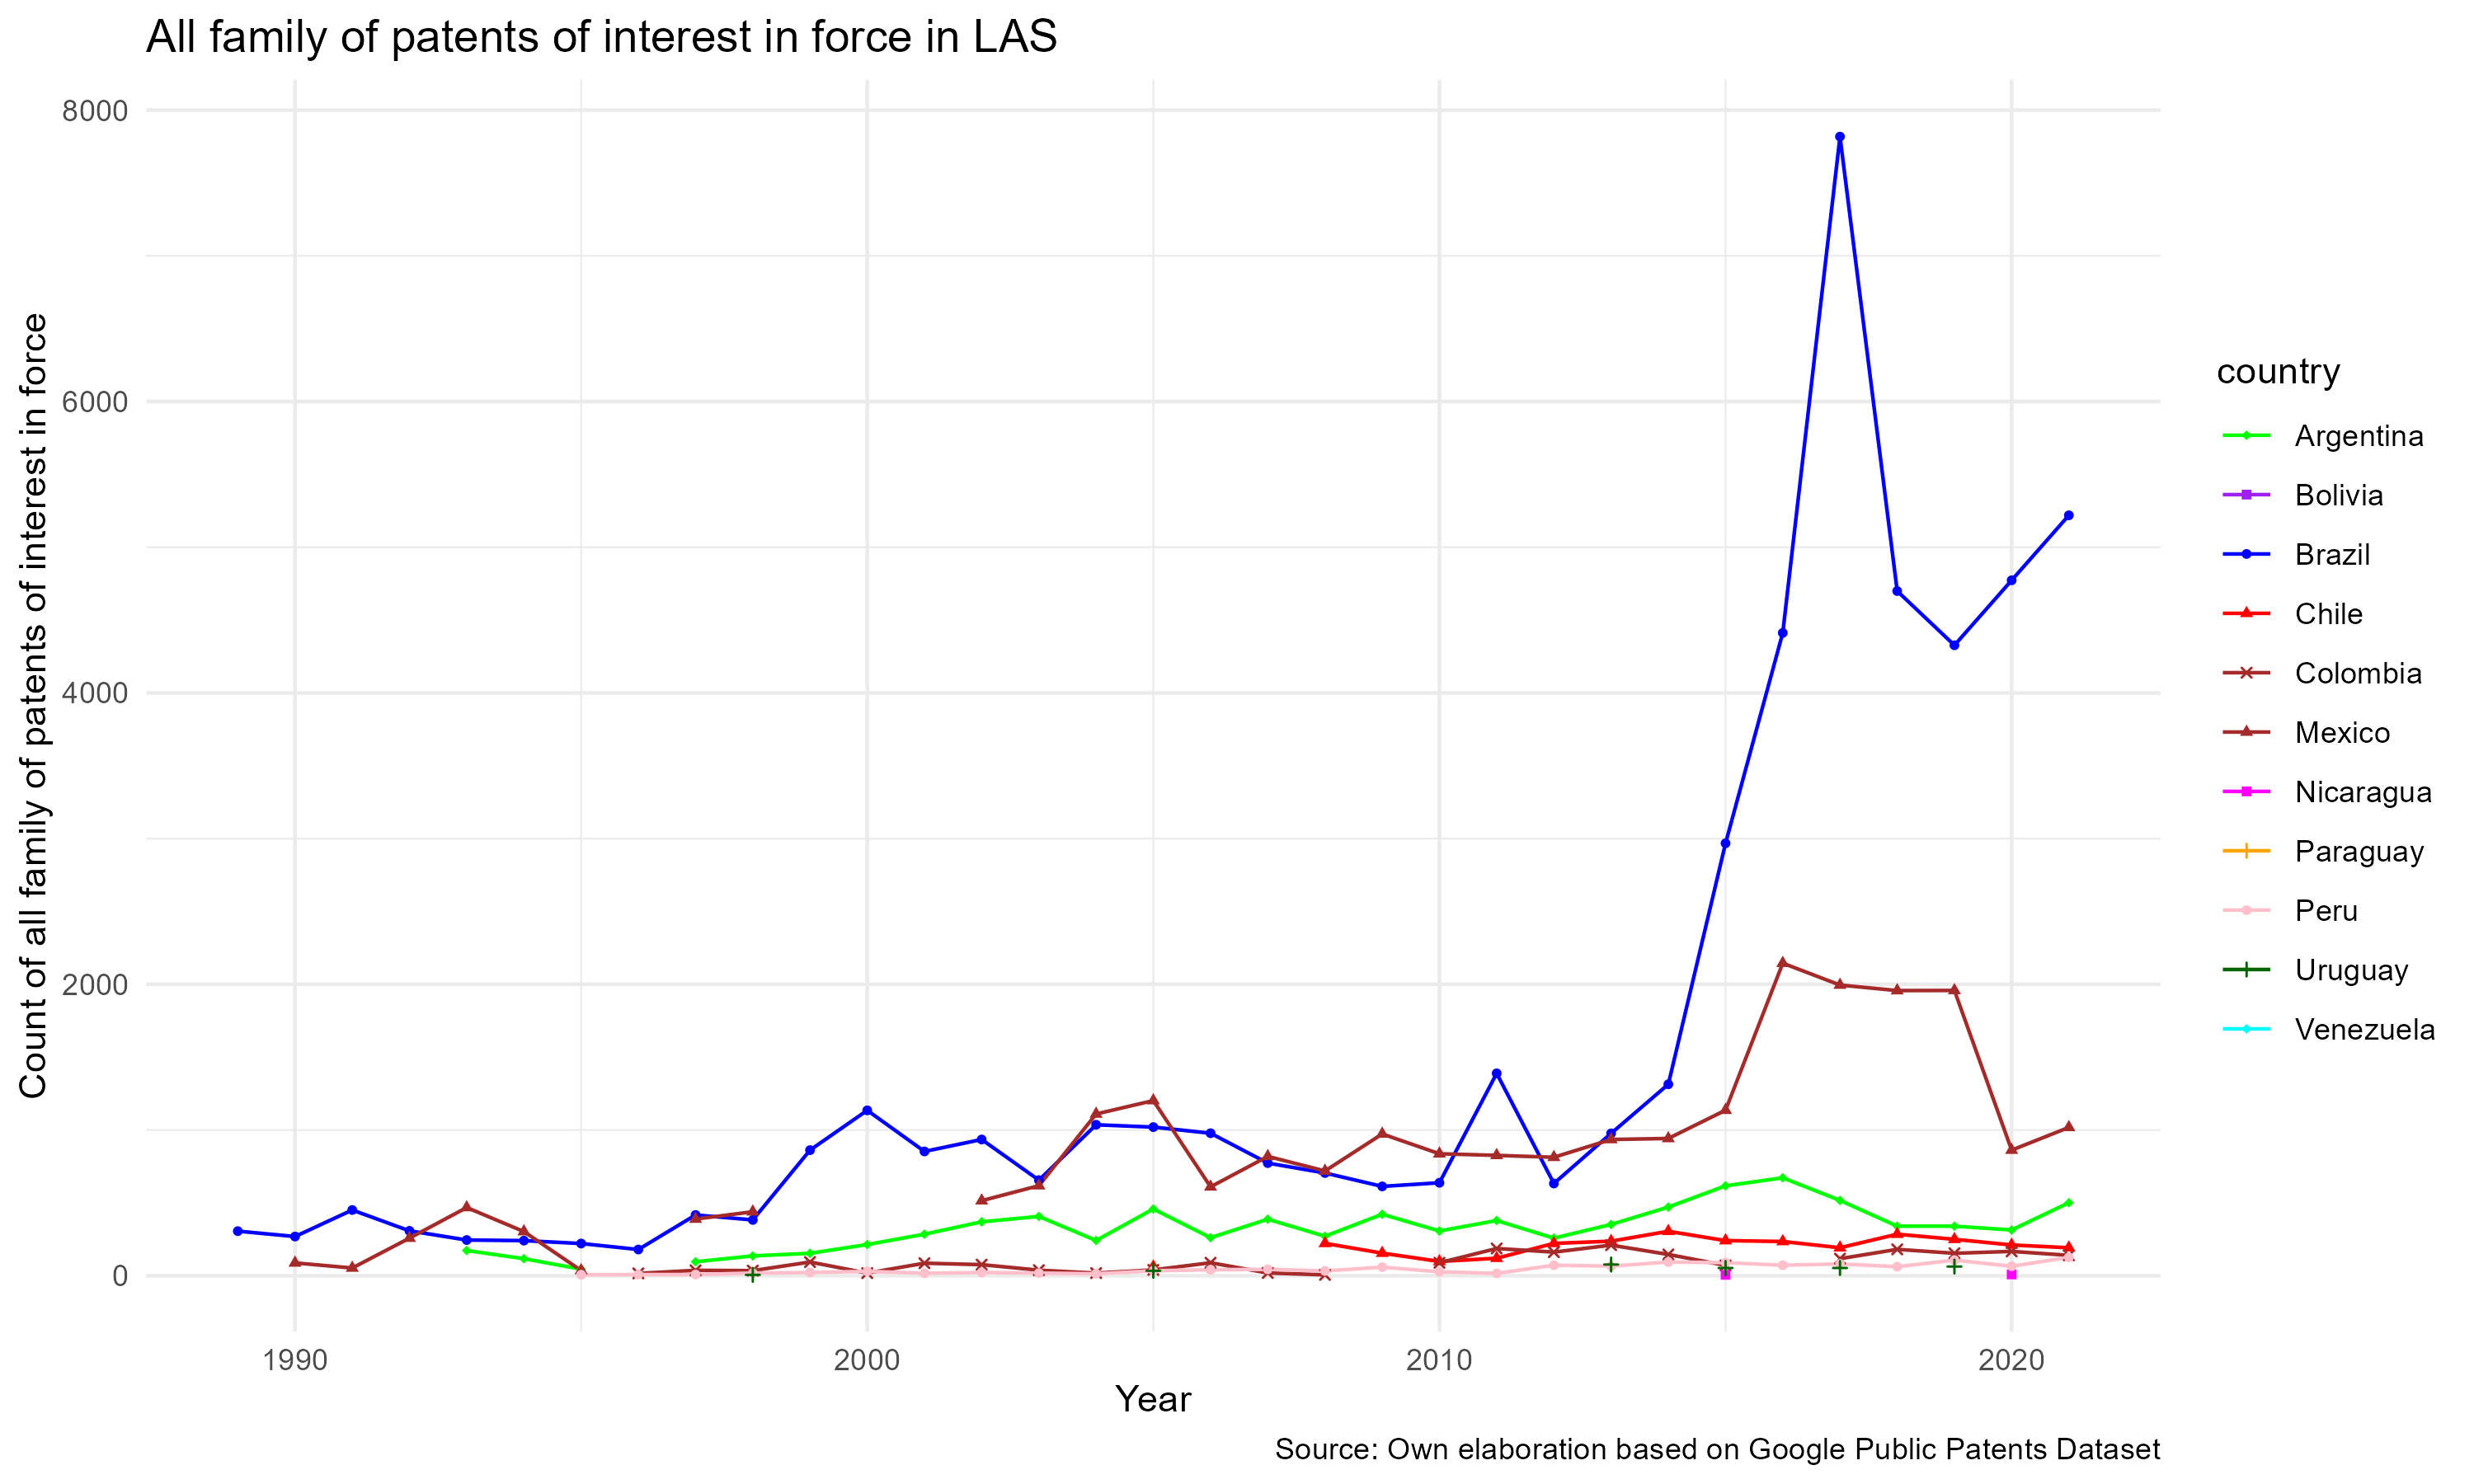 All family of patents of interest in force in LAS
Count of all family of patents of interest in force
8000
6000
4000
2000
0
1990
2000
2010
2020
Year
country
Argentina
Bolivia
Brazil
Chile
Colombia
Mexico
Nicaragua
Paraguay
Peru
Uruguay
Venezuela
Source: Own elaboration based on Google Public Patents Dataset